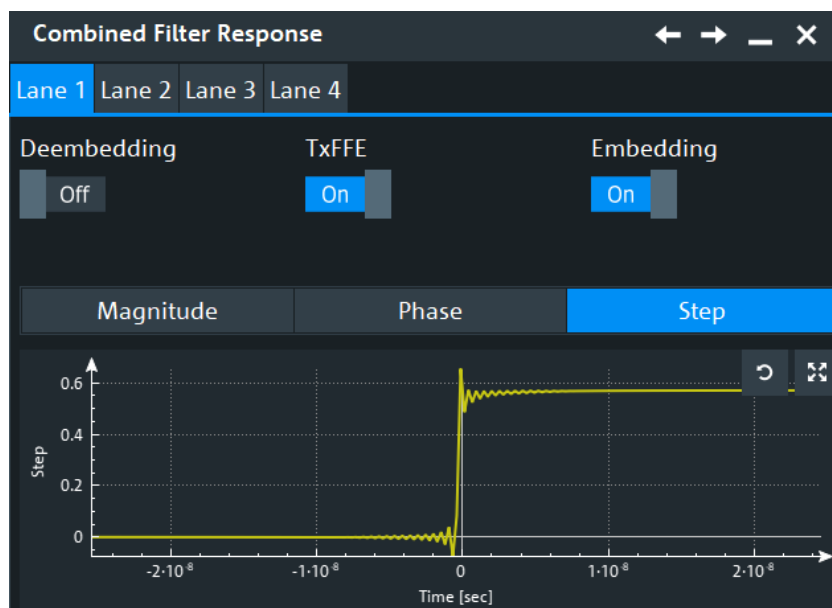 Combined Filter Response
Lane 1 Lane 2 Lane 3 Lane 4
Deembedding TxFFE Embedding
Off On On
Magnitude Phase Step
0.6
0.4
0.2
0
Step
-2·10⁻⁸ -1·10⁻⁸ 0 1·10⁻⁸ 2·10⁻⁸
Time [sec]